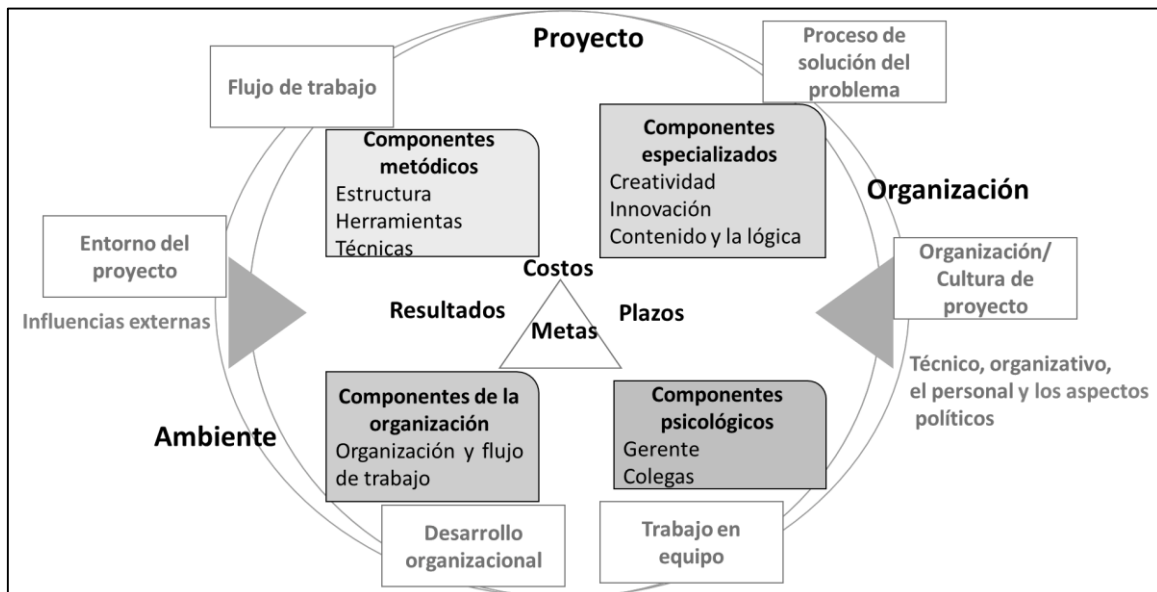 Proyecto
Flujo de trabajo
Proceso de
solución del
problema
Componentes
metódicos
Estructura
Herramientas
Técnicas
Componentes
especializados
Creatividad
Innovación
Contenido y la lógica
Organización
Entorno del
proyecto
Influencias externas
Organización/
Cultura de
proyecto
Técnico, organizativo,
el personal y los aspectos
políticos
Costos
Resultados
Metas
Plazos
Ambiente
Componentes de la
organización
Organización y flujo
de trabajo
Componentes
psicológicos
Gerente
Colegas
Desarrollo
organizacional
Trabajo en
equipo